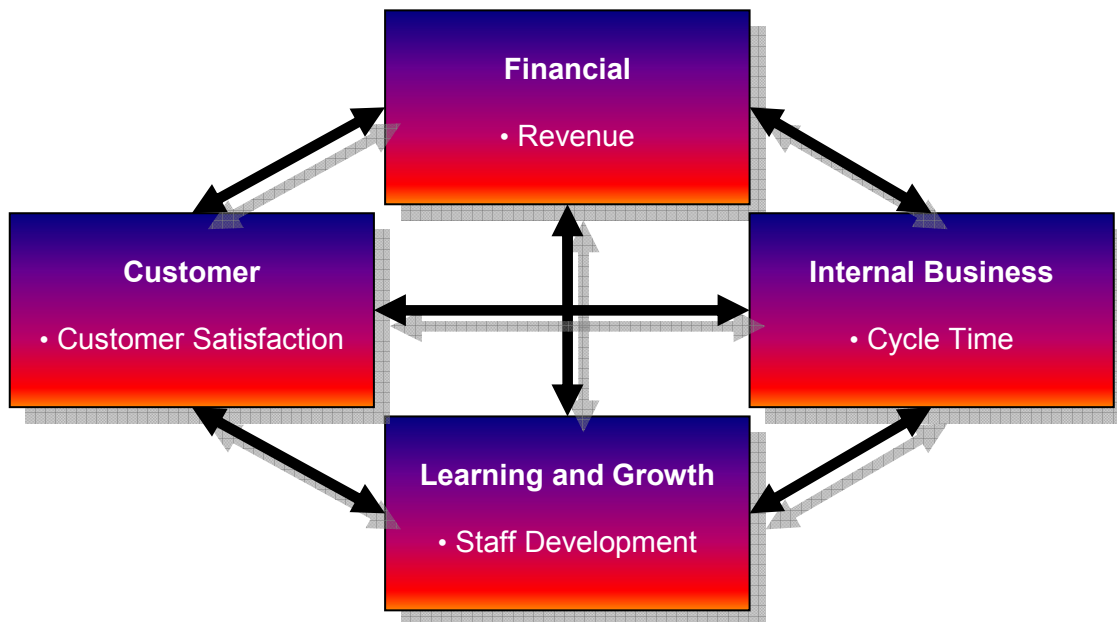 Financial
• Revenue
Customer
• Customer Satisfaction
Internal Business
• Cycle Time
Learning and Growth
• Staff Development